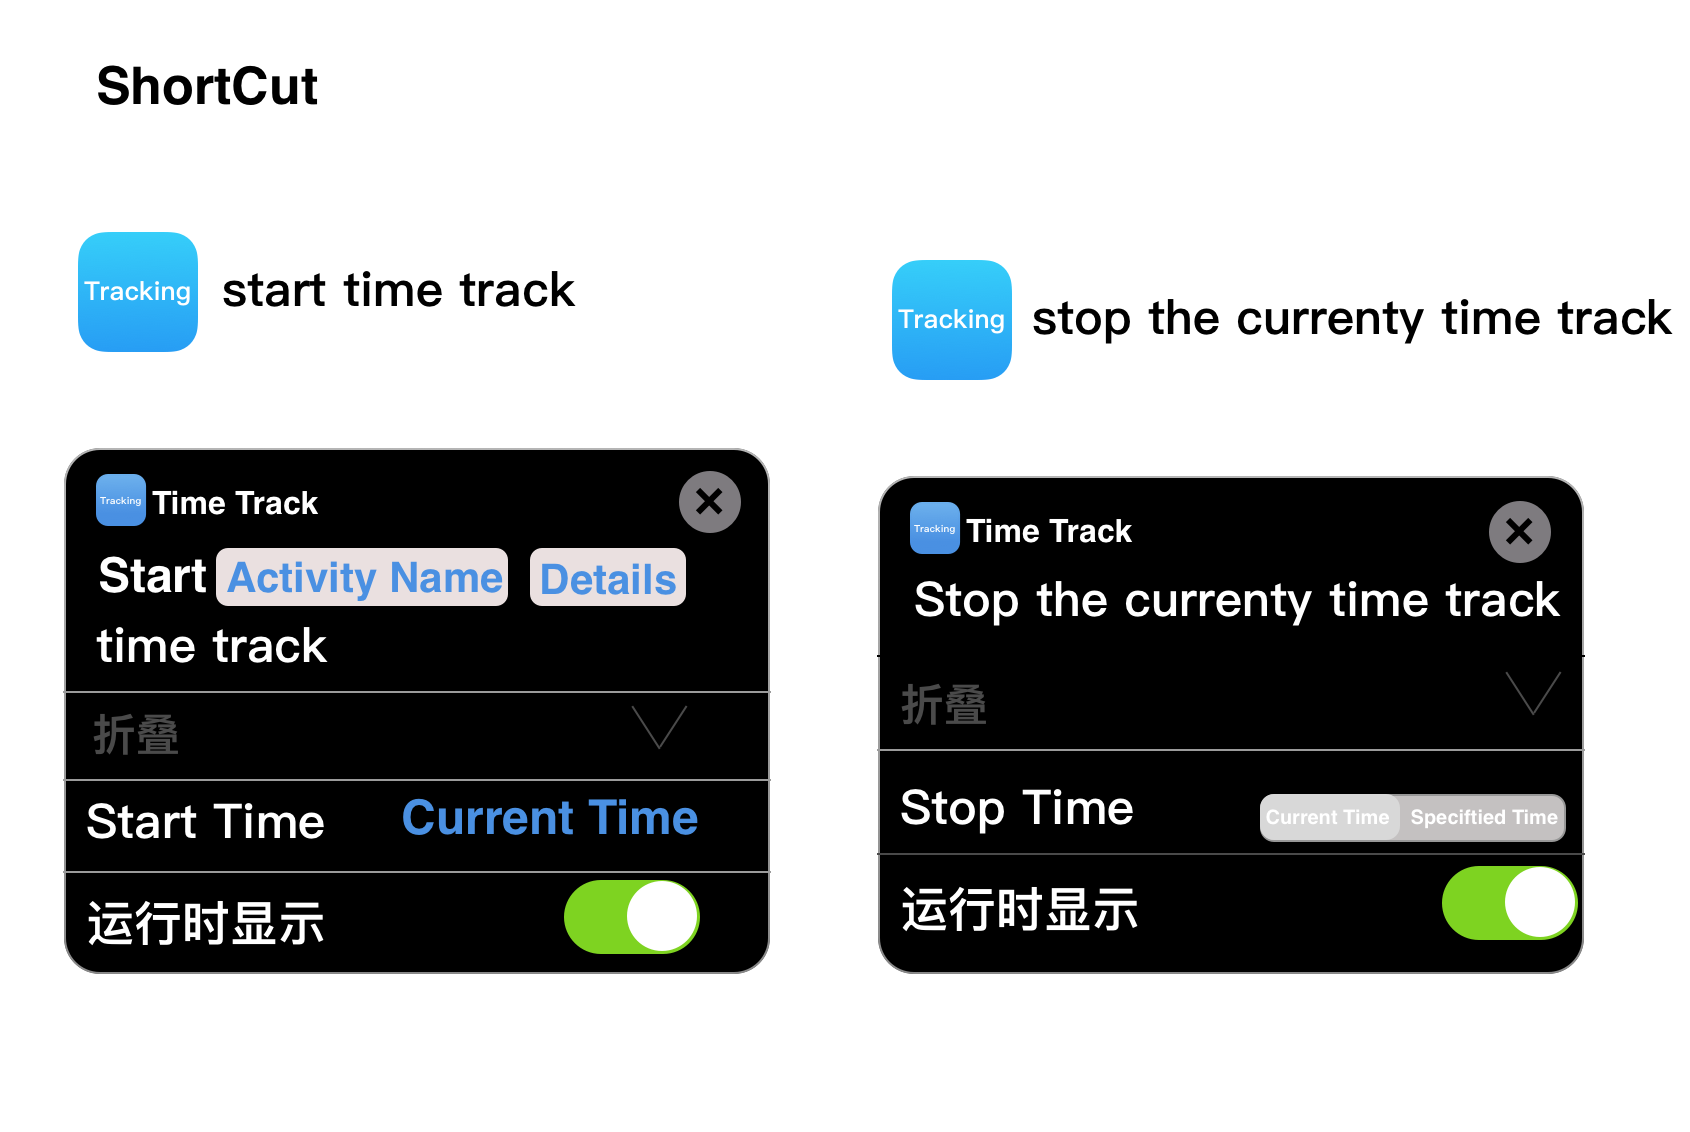 ShortCut
Tracking
start time track
Tracking
Time Track
Start Activity Name Details
time track
折叠
Start Time Current Time
运行时显示
Tracking
stop the currenty time track
Tracking
Time Track
Stop the currenty time track
折叠
Stop Time Current Time Speciftied Time
运行时显示